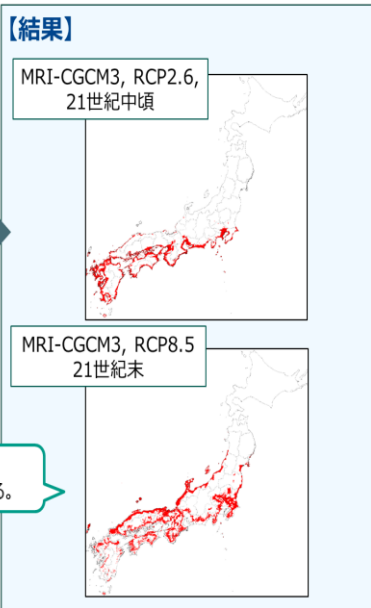 【結果】
MRI-CGCM3, RCP2.6,
21世紀中頃
MRI-CGCM3, RCP8.5
21世紀末
る。